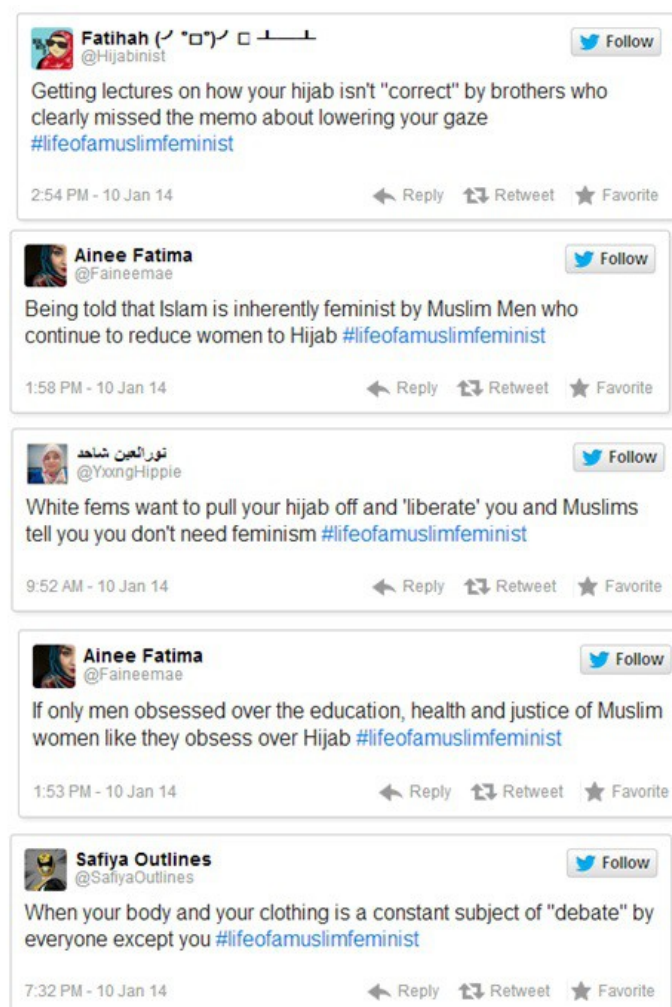 Fatihah (╯°□°)╯ □ ┻━┻
Follow
@Hijabinist
Getting lectures on how your hijab isn't "correct" by brothers who
clearly missed the memo about lowering your gaze
#lifeofamuslimfeminist
2:54 PM - 10 Jan 14 Reply Retweet Favorite
Ainee Fatima
Follow
@Faineemae
Being told that Islam is inherently feminist by Muslim Men who
continue to reduce women to Hijab #lifeofamuslimfeminist
1:58 PM - 10 Jan 14 Reply Retweet Favorite
نورالعين شاحد
Follow
@YxxngHippie
White fems want to pull your hijab off and 'liberate' you and Muslims
tell you you don't need feminism #lifeofamuslimfeminist
9:52 AM - 10 Jan 14 Reply Retweet Favorite
Ainee Fatima
Follow
@Faineemae
If only men obsessed over the education, health and justice of Muslim
women like they obsess over Hijab #lifeofamuslimfeminist
1:53 PM - 10 Jan 14 Reply Retweet Favorite
Safiya Outlines
Follow
@SafiyaOutlines
When your body and your clothing is a constant subject of "debate" by
everyone except you #lifeofamuslimfeminist
7:32 PM - 10 Jan 14 Reply Retweet Favorite